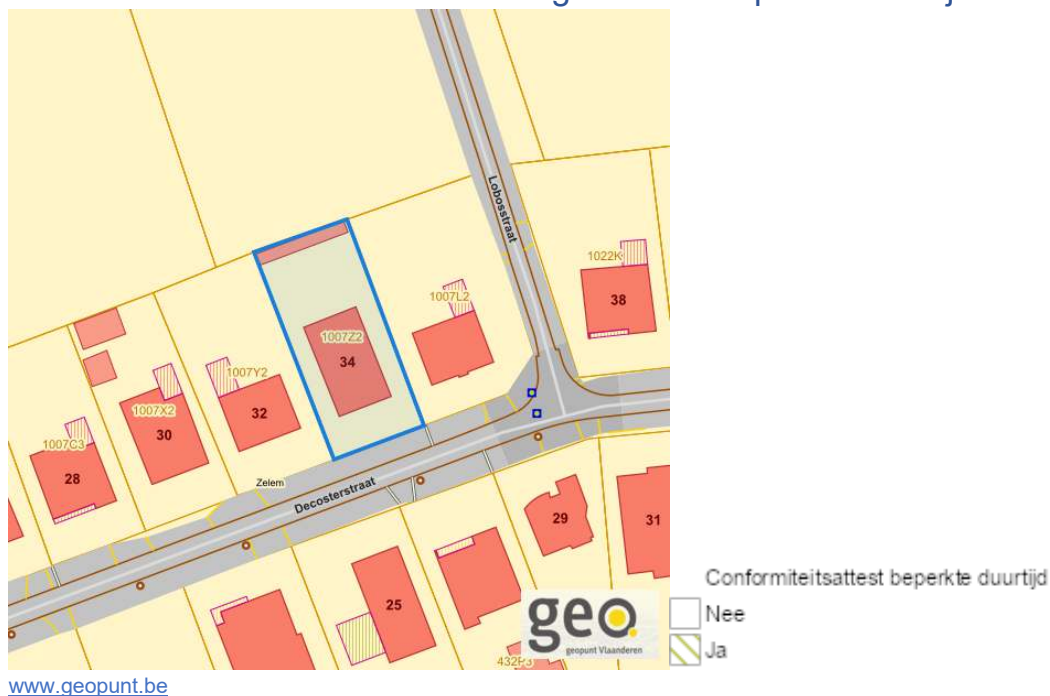 Lobosstraat
1022K
38
1007L2
1007Z2
34
1007Y2
32
1007X2
30
1007C3
28
Zelem
Decosterstraat
29
31
25
geo
geopunt Vlaanderen
Conformiteitsattest beperkte duurtijd
Nee
Ja
www.geopunt.be